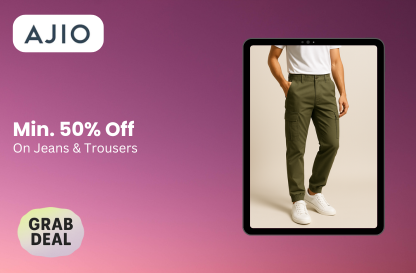 AJIO
Min. 50% Off
On Jeans & Trousers
GRAB
DEAL